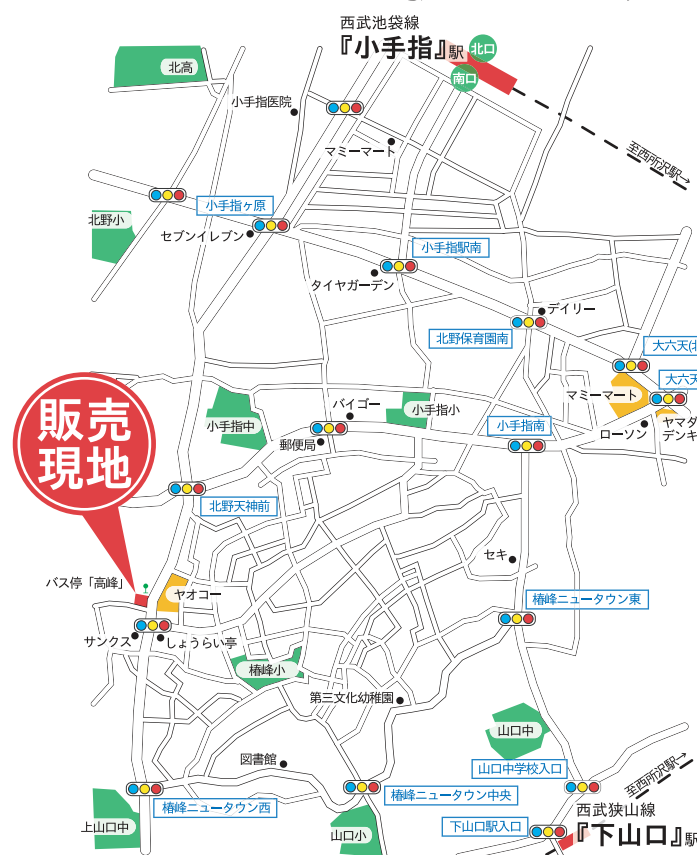 西武池袋線
『小手指』駅
北口
南口
北高
小手指医院
マミーマート
至西所沢駅→
小手指ヶ原
北野小
セブンイレブン
小手指駅南
タイヤガーデン
デイリー
北野保育園南
大六天(北
大六天
マミーマート
ヤマダ
デンキ
ローソン
販売
現地
小手指中
バイゴー
小手指小
郵便局
小手指南
北野天神前
セキ
バス停「高峰」
ヤオコー
椿峰ニュータウン東
サンクス
しょうらい亭
椿峰小
第三文化幼稚園
山口中
図書館
山口中学校入口
至西所沢駅→
椿峰ニュータウン西
椿峰ニュータウン中央
西武狭山線
『下山口』駅
下山口駅入口
上山口中
山口小